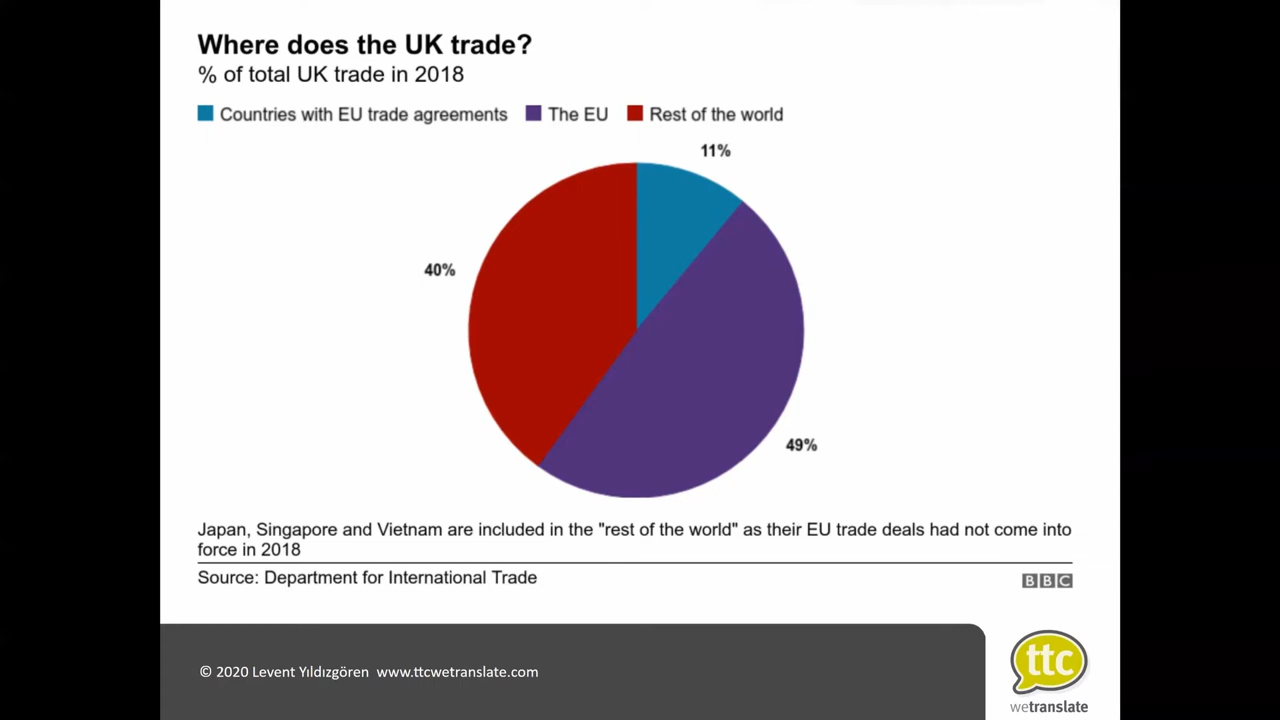 Where does the UK trade?
% of total UK trade in 2018
Countries with EU trade agreements The EU Rest of the world
11%
40%
49%
Japan, Singapore and Vietnam are included in the "rest of the world" as their EU trade deals had not come into
force in 2018
Source: Department for International Trade
BBC
© 2020 Levent Yıldızgören www.ttcwetranslate.com
ttc
wetranslate